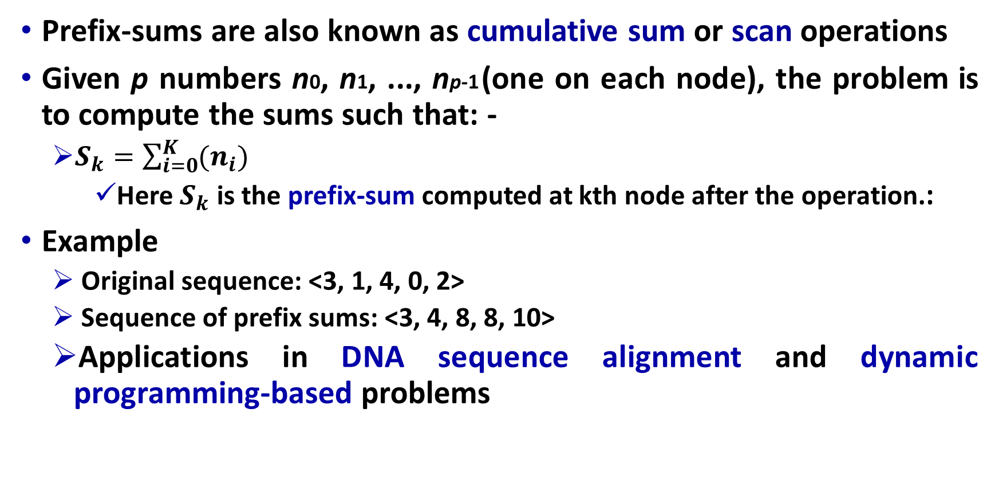 • Prefix-sums are also known as cumulative sum or scan operations
• Given p numbers n0, n1, ..., np-1(one on each node), the problem is
to compute the sums such that: -
➢S_k = ∑_{i=0}^{K}(n_i)
✓Here S_k is the prefix-sum computed at kth node after the operation.:
• Example
➢ Original sequence: <3, 1, 4, 0, 2>
➢ Sequence of prefix sums: <3, 4, 8, 8, 10>
➢Applications in DNA sequence alignment and dynamic
programming-based problems